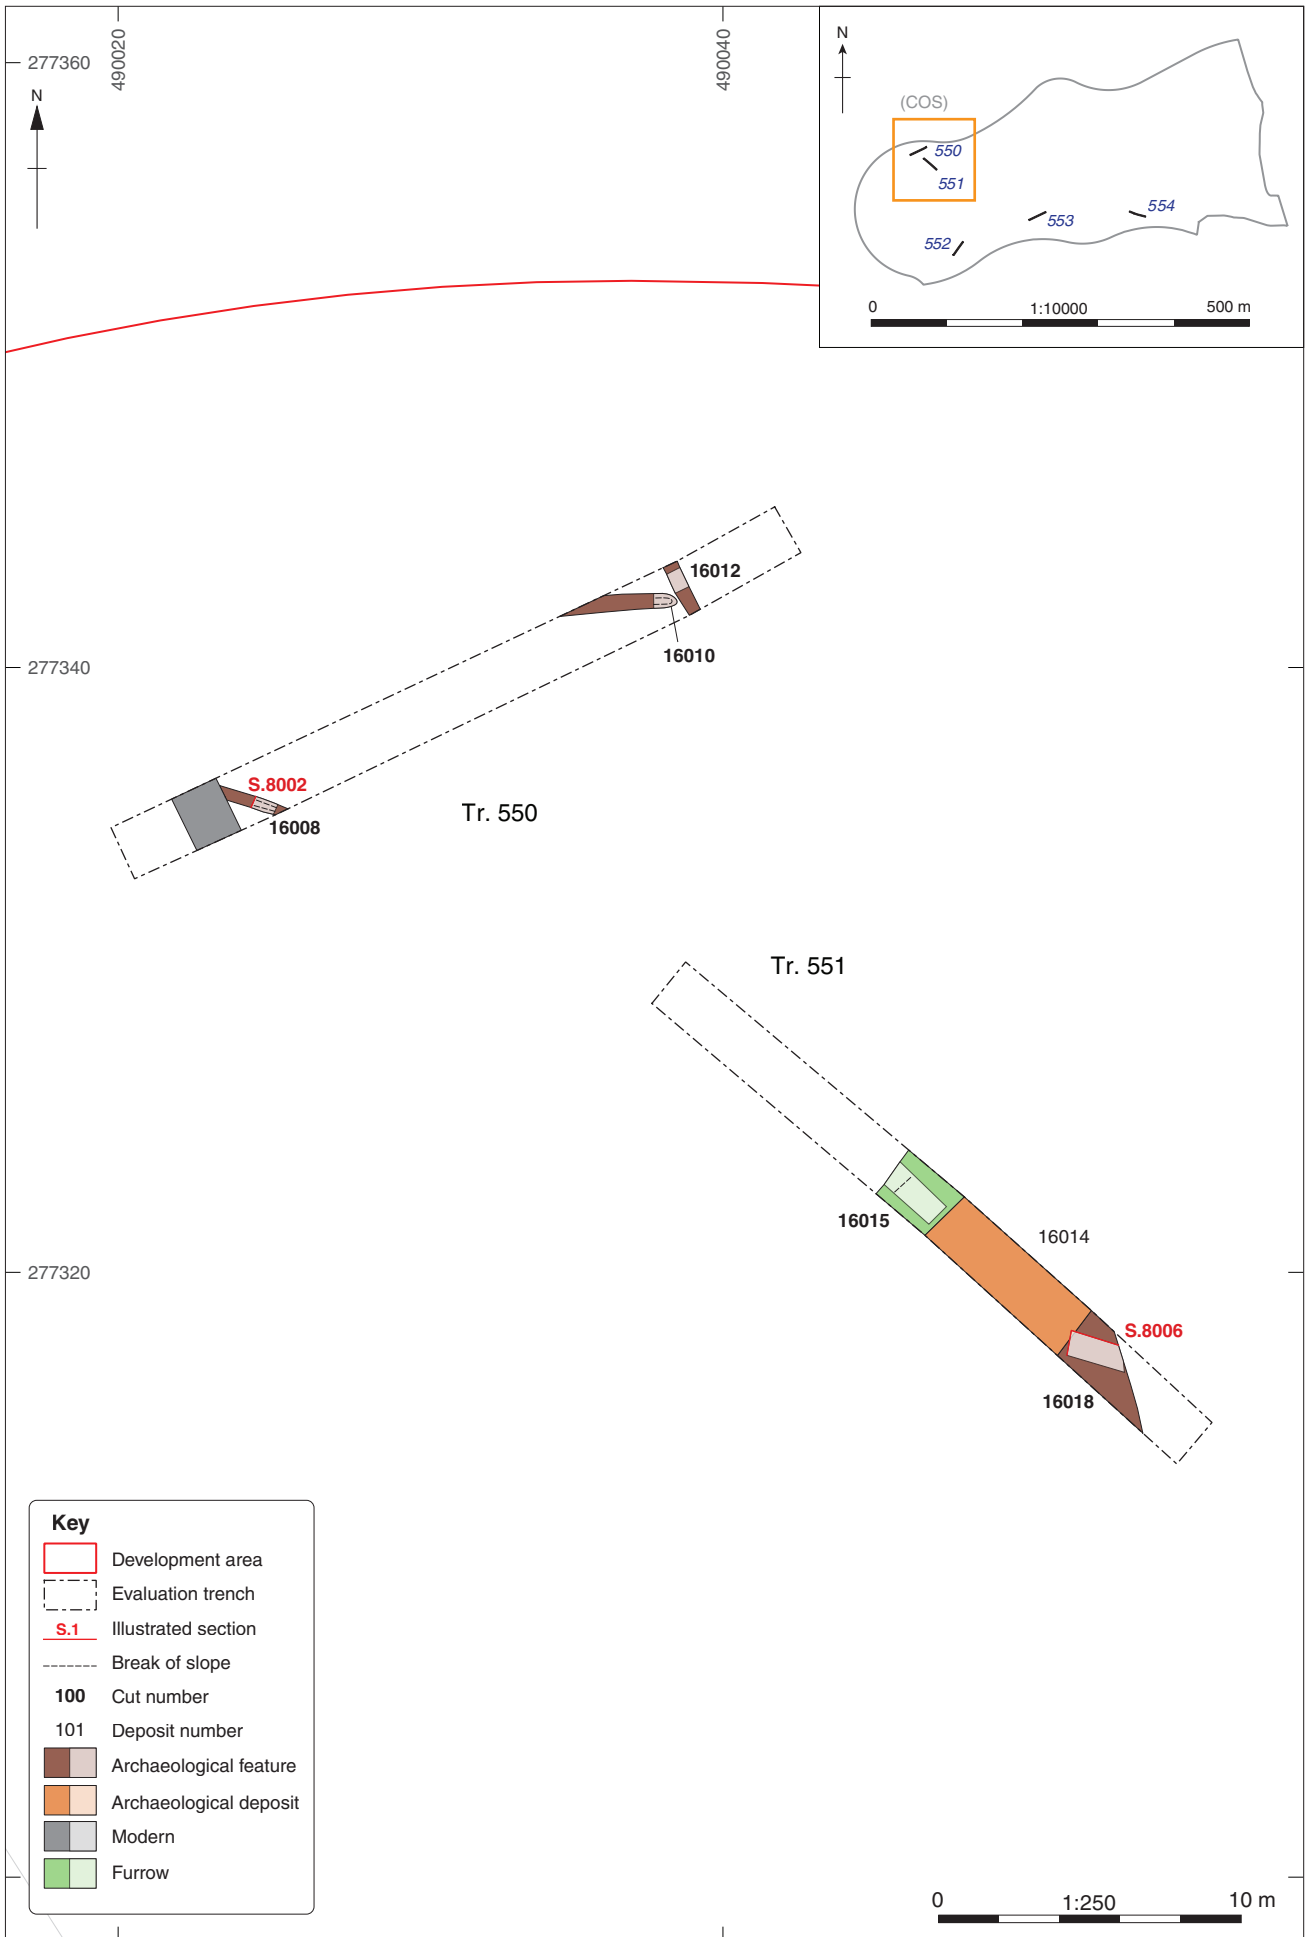 490020
490040
277360
N
N
(COS)
550
551
552
553
554
0 1:10000 500 m
16012
16010
277340
S.8002
16008
Tr. 550
Tr. 551
16015
16014
277320
S.8006
16018
Key
Development area
Evaluation trench
S.1 Illustrated section
Break of slope
100 Cut number
101 Deposit number
Archaeological feature
Archaeological deposit
Modern
Furrow
0 1:250 10 m